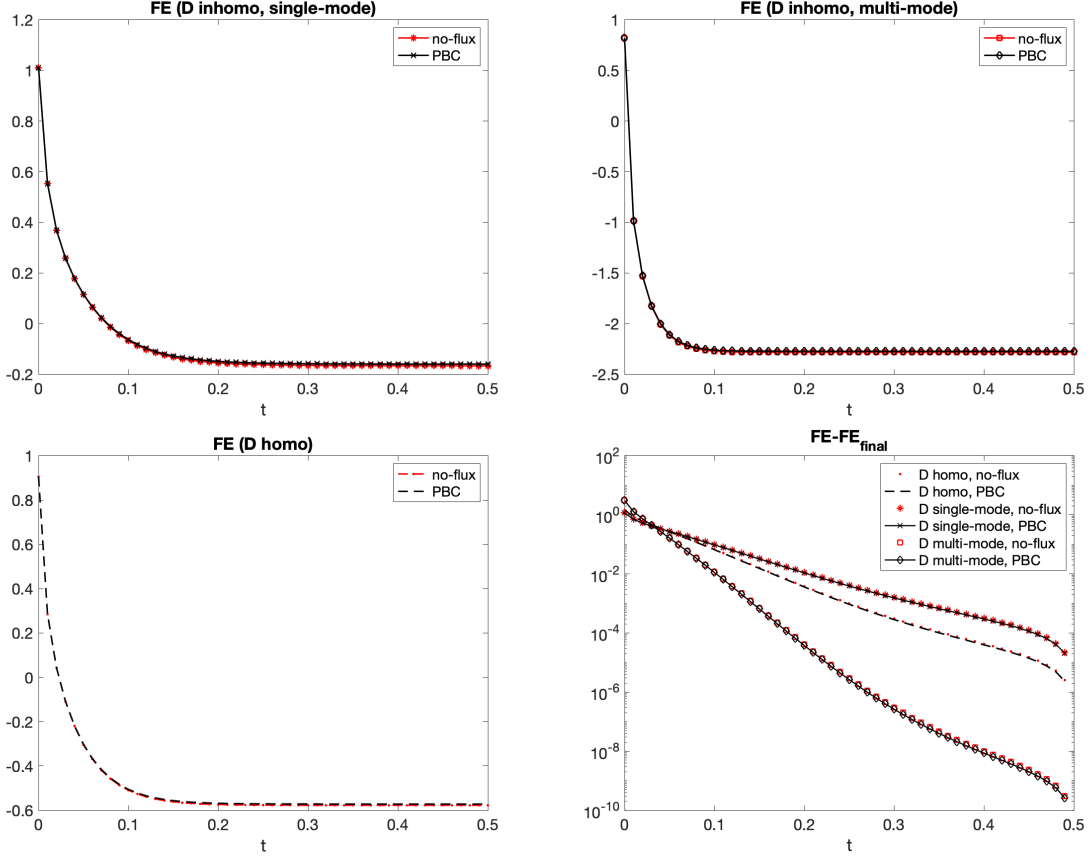 FE (D inhomo, single-mode)
1.2
1
0.8
0.6
0.4
0.2
0
-0.2
0
0.1
0.2
0.3
0.4
0.5
t
no-flux
PBC
FE (D inhomo, multi-mode)
1
0.5
0
-0.5
-1
-1.5
-2
-2.5
0
0.1
0.2
0.3
0.4
0.5
t
no-flux
PBC
FE (D homo)
1
0.8
0.6
0.4
0.2
0
-0.2
-0.4
-0.6
0
0.1
0.2
0.3
0.4
0.5
t
no-flux
PBC
FE-FE_final
10^2
10^0
10^-2
10^-4
10^-6
10^-8
10^-10
0
0.1
0.2
0.3
0.4
0.5
t
D homo, no-flux
D homo, PBC
D single-mode, no-flux
D single-mode, PBC
D multi-mode, no-flux
D multi-mode, PBC